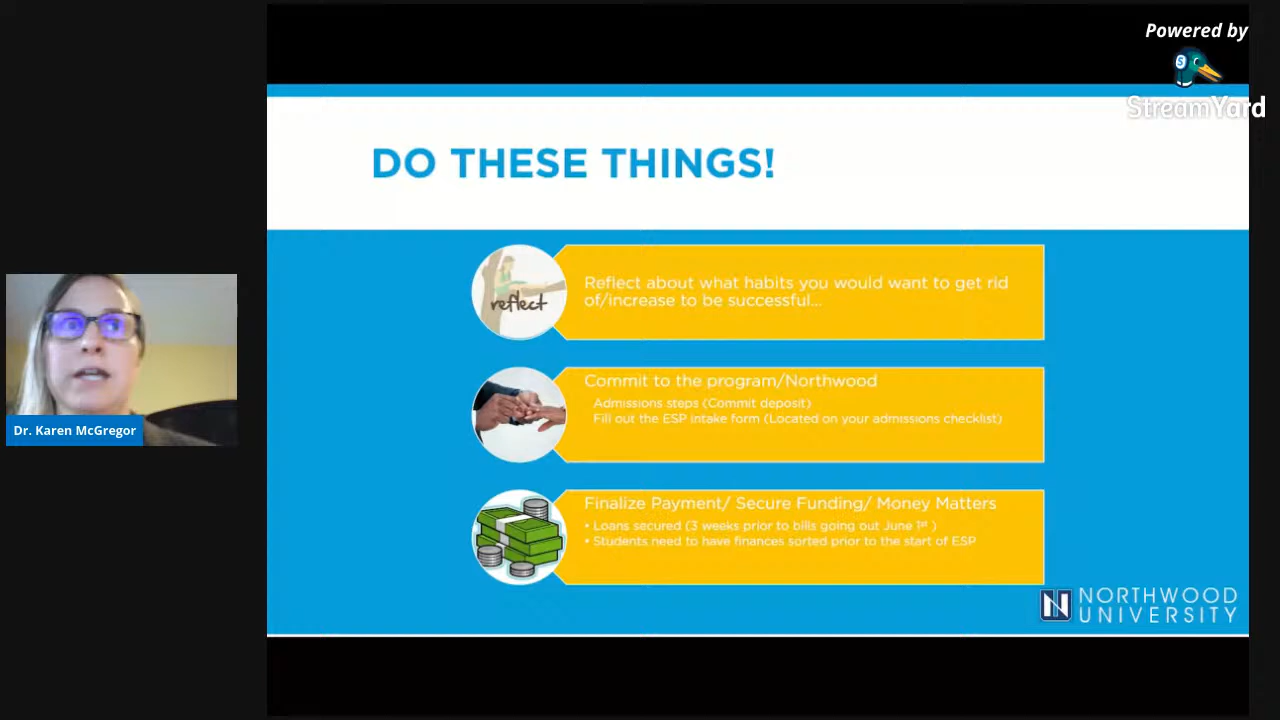 Powered by
StreamYard
DO THESE THINGS!
reflect
Reflect about what habits you would want to get rid
of/increase to be successful...
Commit to the program/Northwood
Admissions steps (Commit deposit)
Fill out the ESP intake form (Located on your admissions checklist)
Finalize Payment/ Secure Funding/ Money Matters
• Loans secured (3 weeks prior to bills going out June 1st )
• Students need to have finances sorted prior to the start of ESP
Dr. Karen McGregor
NORTHWOOD
UNIVERSITY